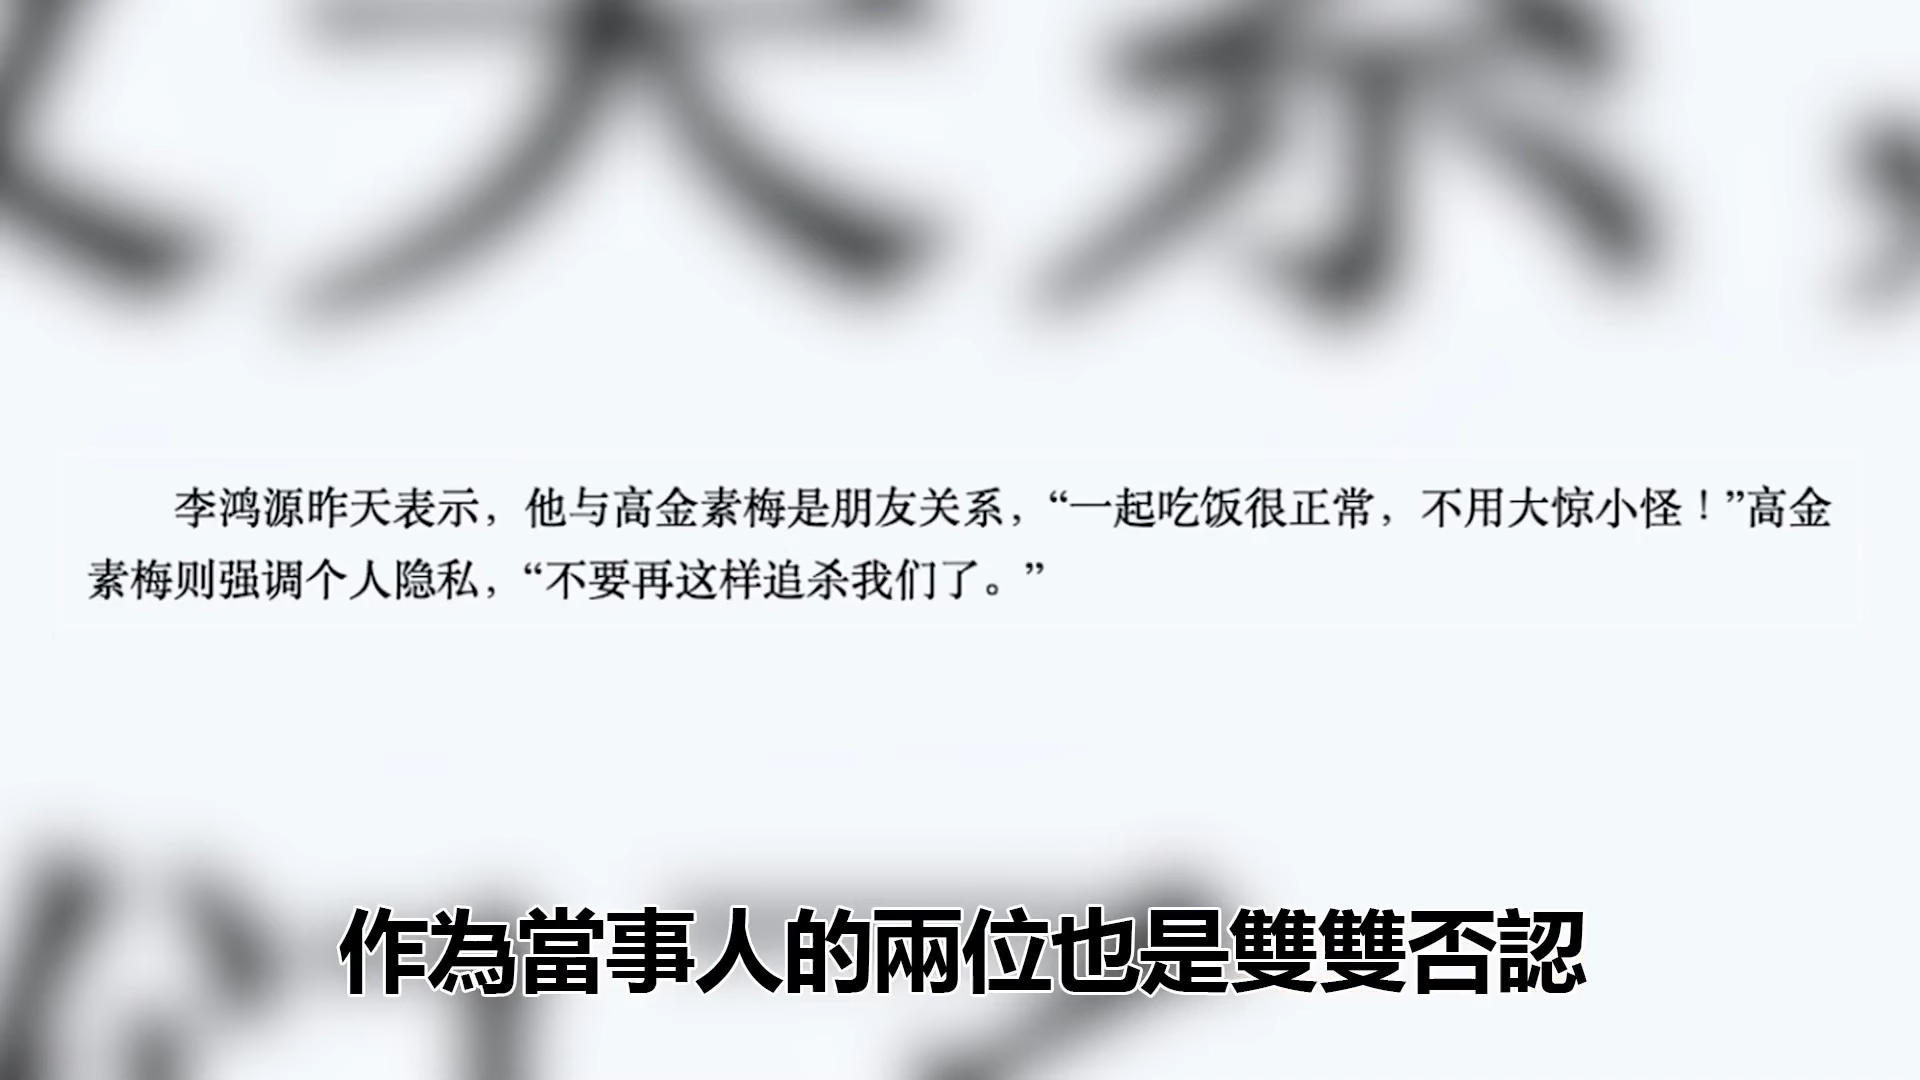 李鸿源昨天表示，他与高金素梅是朋友关系，“一起吃饭很正常，不用大惊小怪！”高金
素梅则强调个人隐私，“不要再这样追杀我们了。”
作為當事人的兩位也是雙雙否認